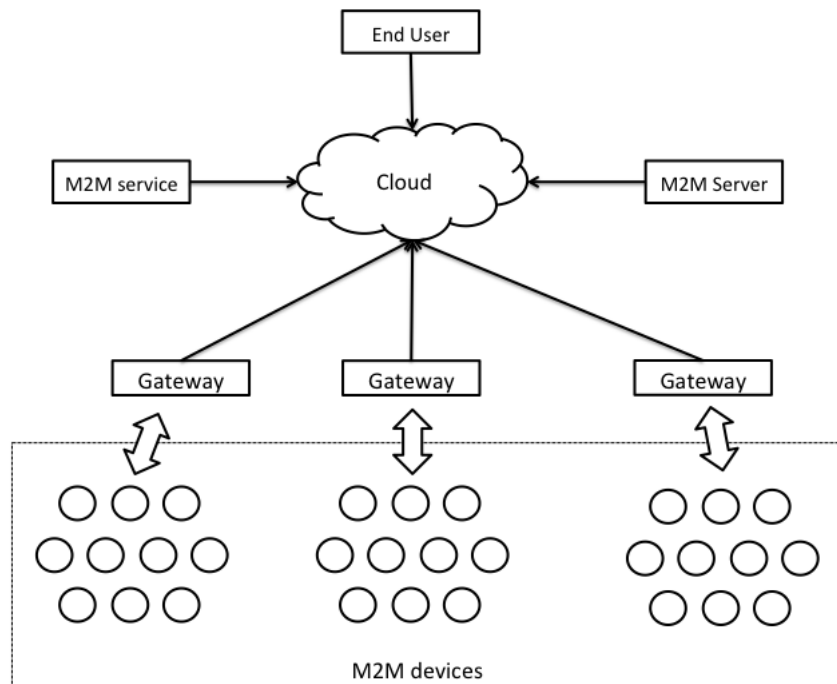 End User
M2M service
Cloud
M2M Server
Gateway
Gateway
Gateway
M2M devices